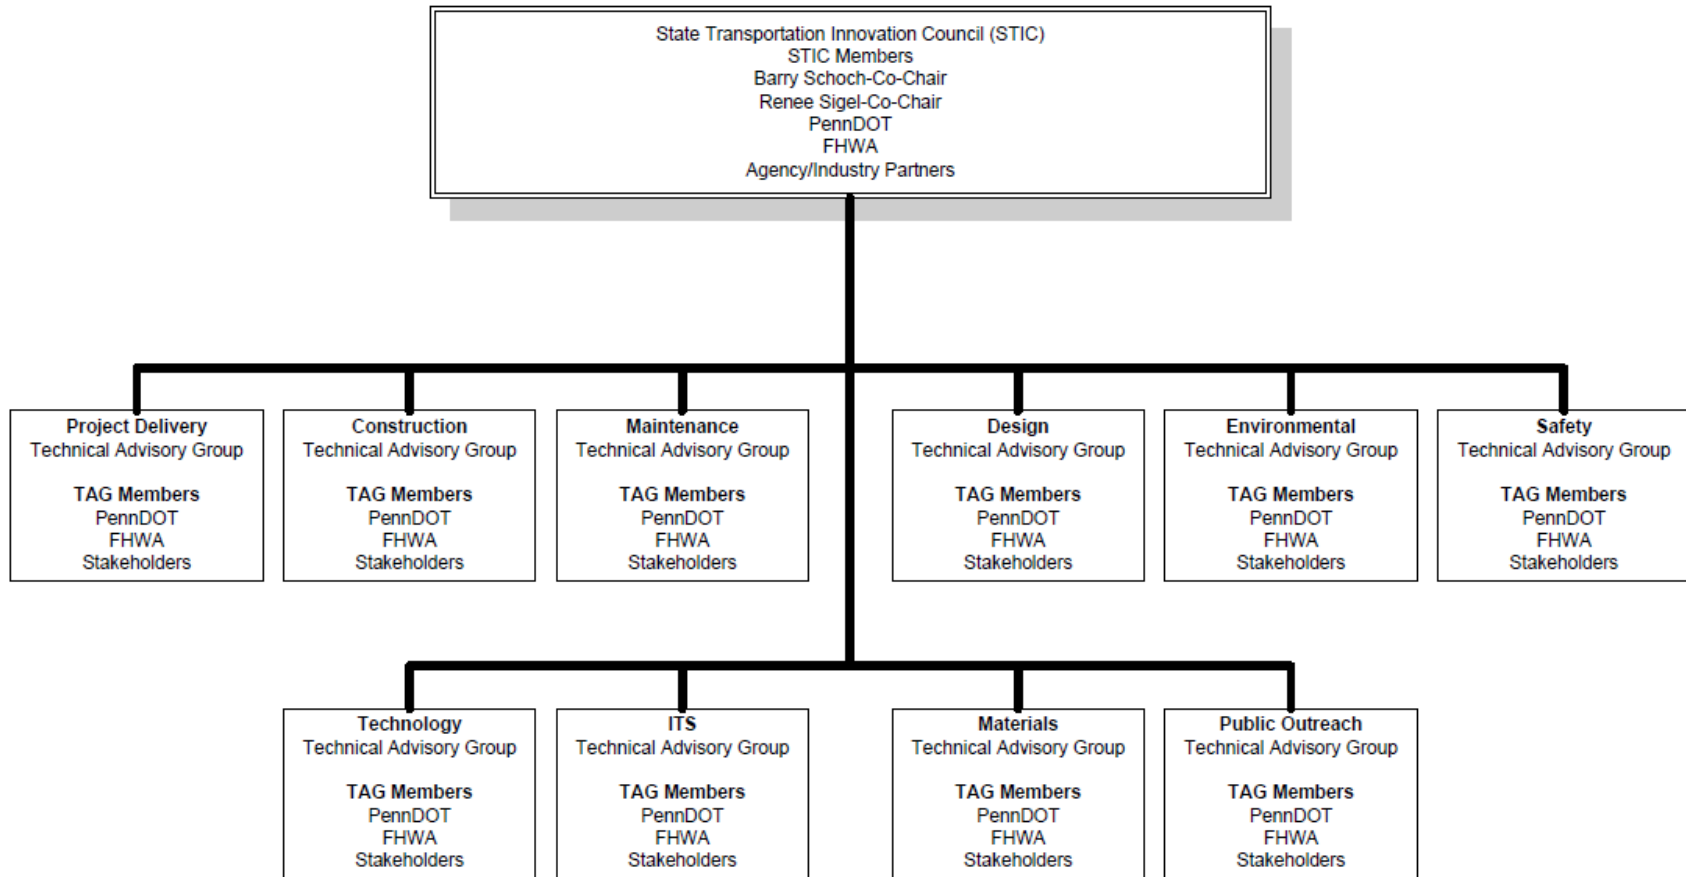 State Transportation Innovation Council (STIC)
STIC Members
Barry Schoch-Co-Chair
Renee Sigel-Co-Chair
PennDOT
FHWA
Agency/Industry Partners
Project Delivery
Technical Advisory Group
TAG Members
PennDOT
FHWA
Stakeholders
Construction
Technical Advisory Group
TAG Members
PennDOT
FHWA
Stakeholders
Maintenance
Technical Advisory Group
TAG Members
PennDOT
FHWA
Stakeholders
Design
Technical Advisory Group
TAG Members
PennDOT
FHWA
Stakeholders
Environmental
Technical Advisory Group
TAG Members
PennDOT
FHWA
Stakeholders
Safety
Technical Advisory Group
TAG Members
PennDOT
FHWA
Stakeholders
Technology
Technical Advisory Group
TAG Members
PennDOT
FHWA
Stakeholders
ITS
Technical Advisory Group
TAG Members
PennDOT
FHWA
Stakeholders
Materials
Technical Advisory Group
TAG Members
PennDOT
FHWA
Stakeholders
Public Outreach
Technical Advisory Group
TAG Members
PennDOT
FHWA
Stakeholders